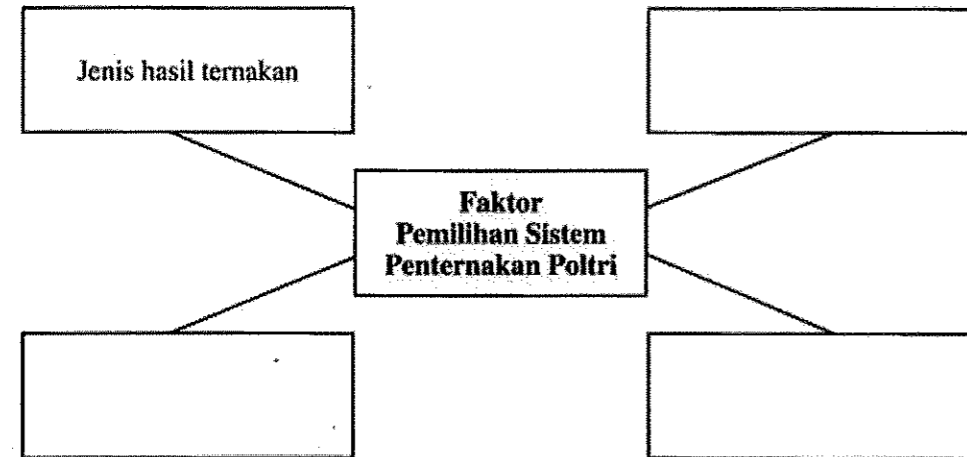 Jenis hasil ternakan
Faktor
Pemilihan Sistem
Penternakan Poltri